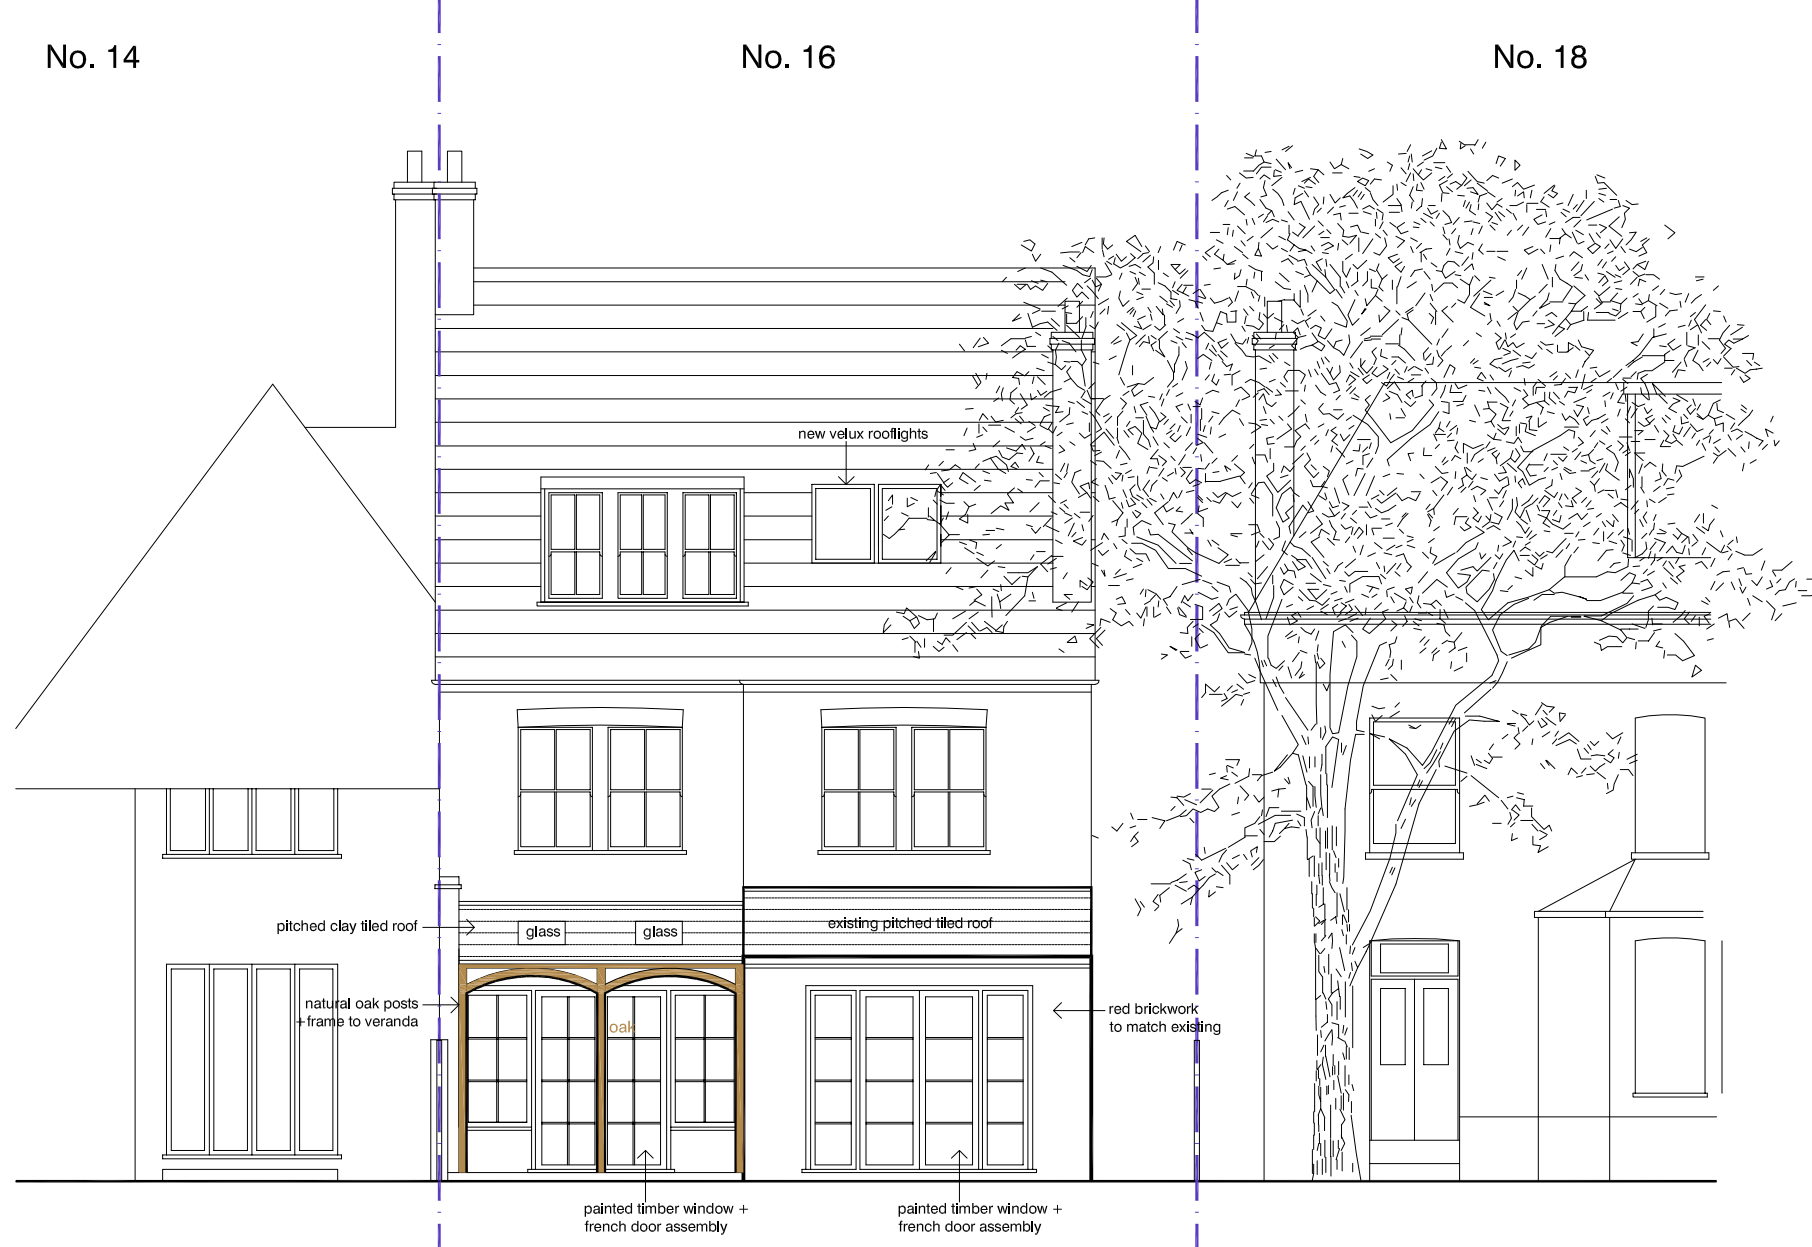 No. 14
No. 16
No. 18
new velux rooflights
pitched clay tiled roof
glass
glass
existing pitched tiled roof
natural oak posts
+frame to veranda
oak
red brickwork
to match existing
painted timber window +
french door assembly
painted timber window +
french door assembly